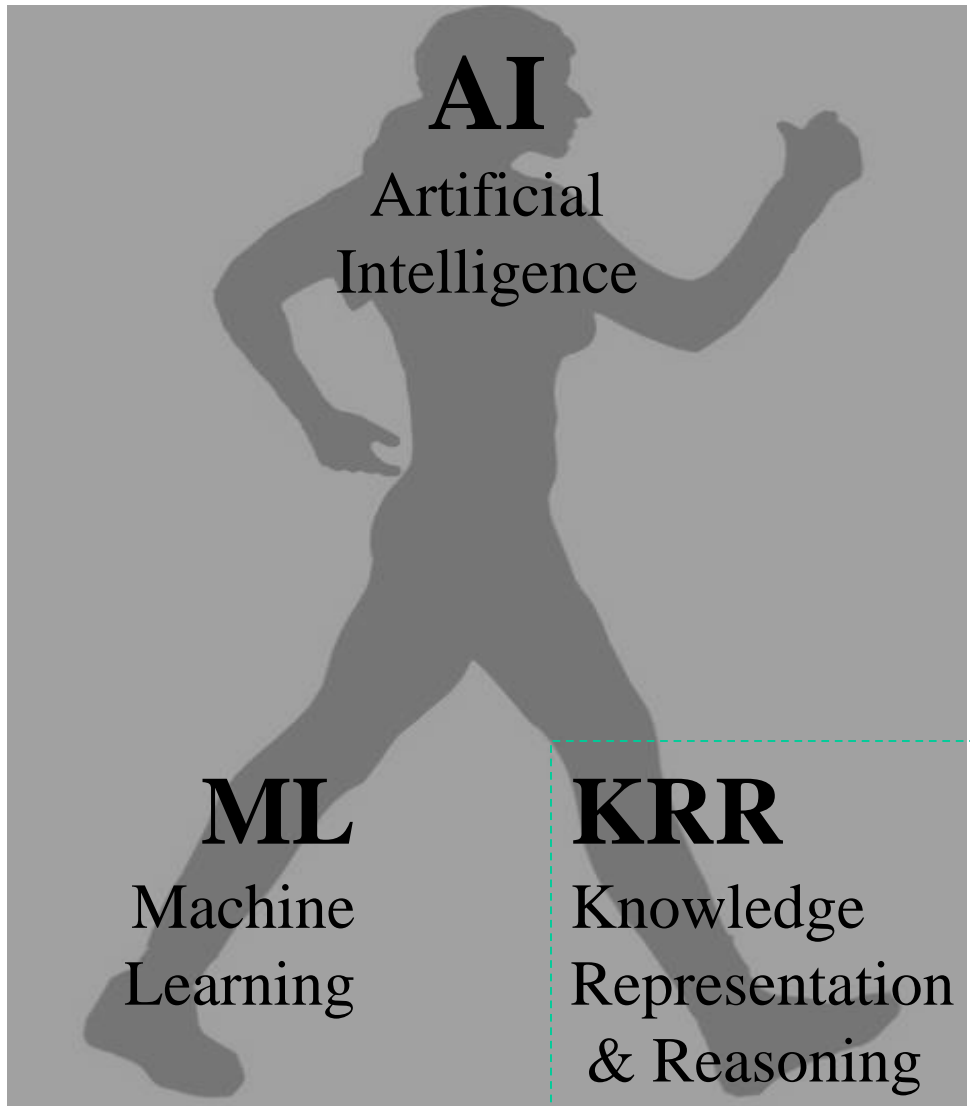 AI
Artificial
Intelligence
ML
Machine
Learning
KRR
Knowledge
Representation
& Reasoning